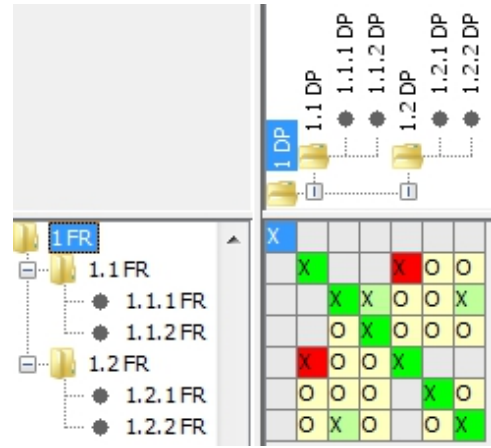 1 DP
1.1 DP
1.1.1 DP
1.1.2 DP
1.2 DP
1.2.1 DP
1.2.2 DP
1 FR X
1.1 FR X X O O
1.1.1 FR X X O O X
1.1.2 FR O X O O O
1.2 FR X O O X
1.2.1 FR O O O X O
1.2.2 FR O X O O X